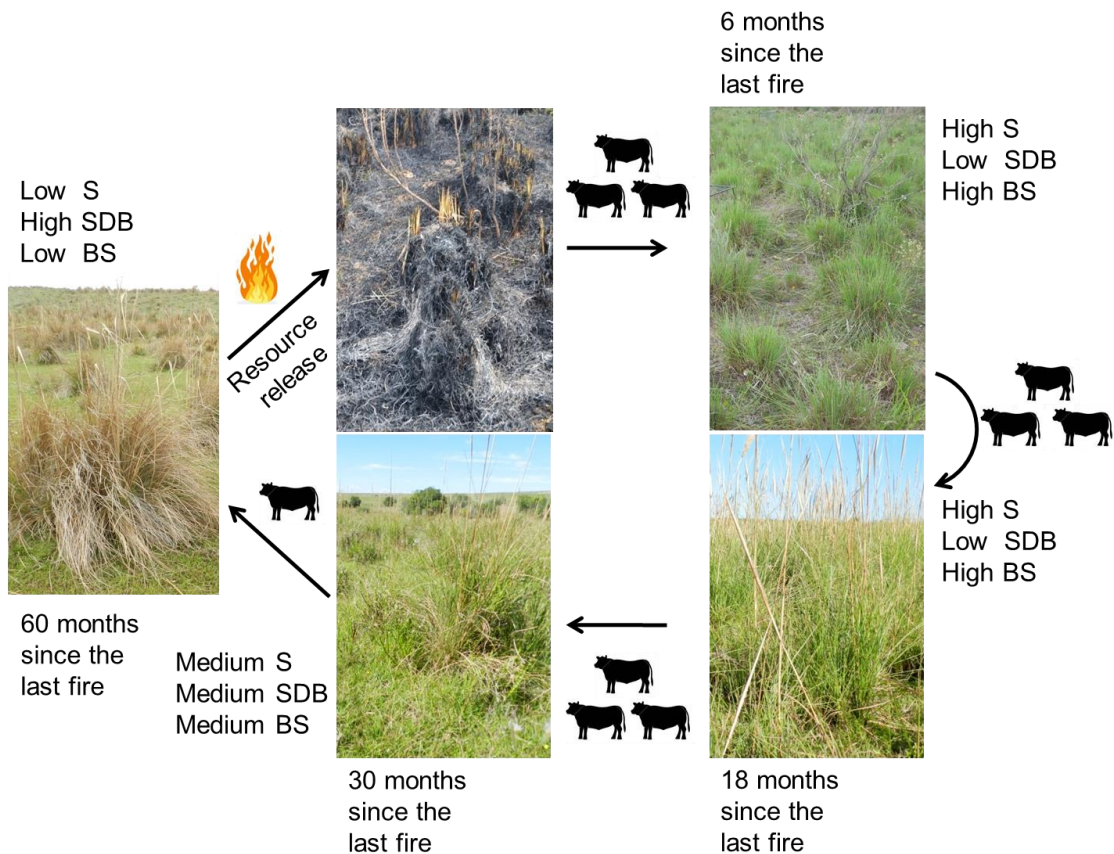 6 months
since the
last fire
High S
Low SDB
High BS
Low S
High SDB
Low BS
Resource
release
High S
Low SDB
High BS
60 months
since the
last fire
Medium S
Medium SDB
Medium BS
30 months
since the
last fire
18 months
since the
last fire